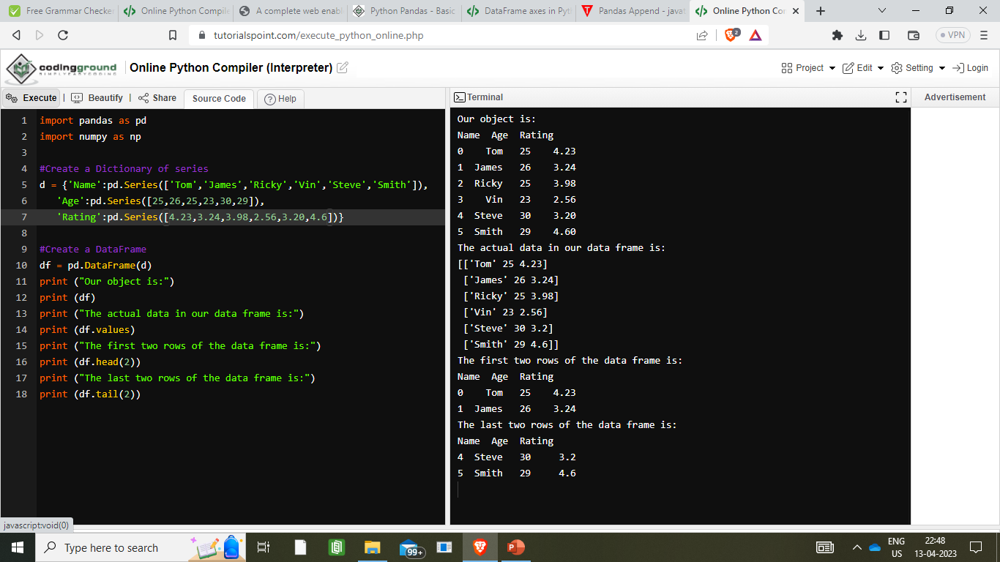 Free Grammar Checker
Online Python Compile
A complete web enab
Python Pandas - Basic
DataFrame axes in Pyt
Pandas Append - javat
Online Python Con
tutorialspoint.com/execute_python_online.php
2
VPN
codingground
SIMPLY EASY CODING
Online Python Compiler (Interpreter)
Project
Edit
Setting
Login
Execute
Beautify
Share
Source Code
Help
1 import pandas as pd
2 import numpy as np
3
4 #Create a Dictionary of series
5 d = {'Name':pd.Series(['Tom','James','Ricky','Vin','Steve','Smith']),
6    'Age':pd.Series([25,26,25,23,30,29]),
7    'Rating':pd.Series([4.23,3.24,3.98,2.56,3.20,4.6])}
8
9 #Create a DataFrame
10 df = pd.DataFrame(d)
11 print ("Our object is:")
12 print (df)
13 print ("The actual data in our data frame is:")
14 print (df.values)
15 print ("The first two rows of the data frame is:")
16 print (df.head(2))
17 print ("The last two rows of the data frame is:")
18 print (df.tail(2))
Terminal
Our object is:
Name  Age  Rating
0    Tom   25    4.23
1  James   26    3.24
2  Ricky   25    3.98
3    Vin   23    2.56
4  Steve   30    3.20
5  Smith   29    4.60
The actual data in our data frame is:
[['Tom' 25 4.23]
 ['James' 26 3.24]
 ['Ricky' 25 3.98]
 ['Vin' 23 2.56]
 ['Steve' 30 3.2]
 ['Smith' 29 4.6]]
The first two rows of the data frame is:
Name  Age  Rating
0    Tom   25    4.23
1  James   26    3.24
The last two rows of the data frame is:
Name  Age  Rating
4  Steve   30     3.2
5  Smith   29     4.6
Advertisement
javascript:void(0)
Type here to search
99+
ENG
US
22:48
13-04-2023